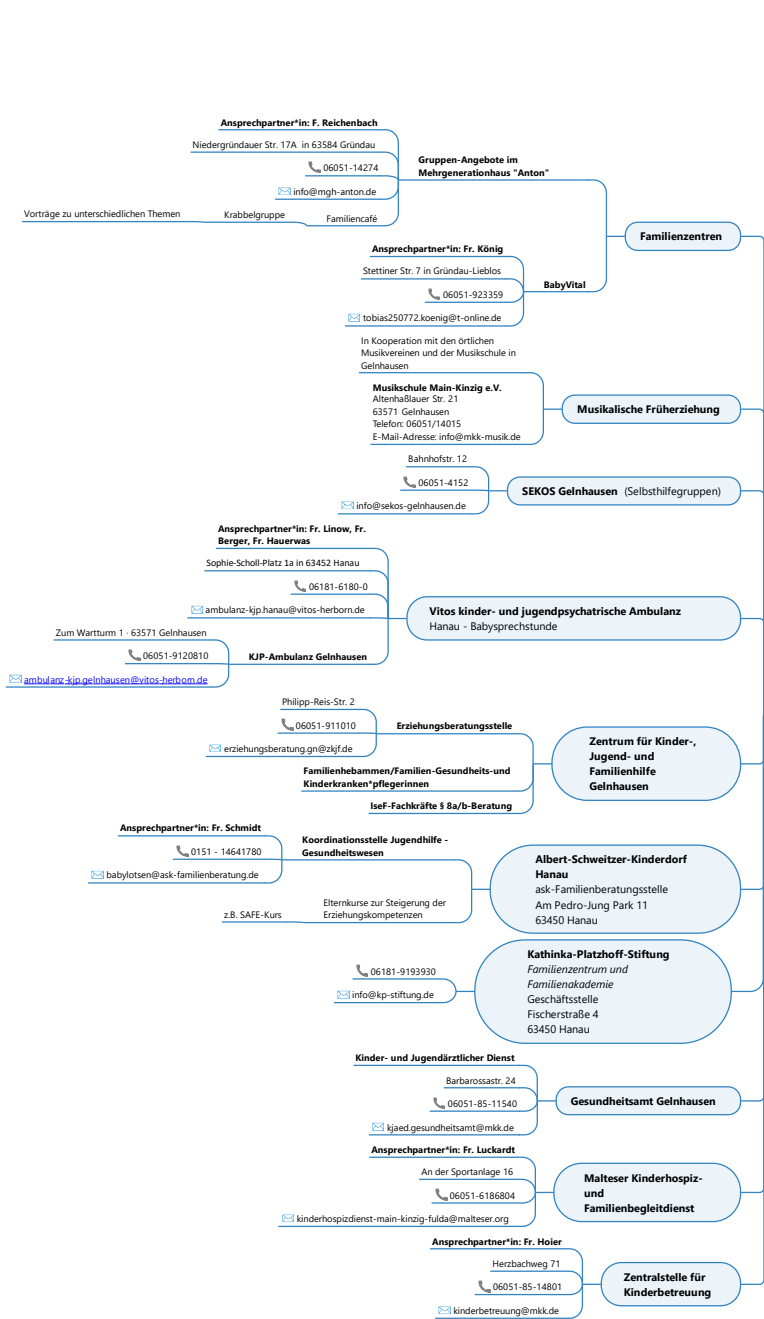 Familienzentren
Gruppen-Angebote im
Mehrgenerationhaus "Anton"
Ansprechpartner*in: F. Reichenbach
Niedergründauer Str. 17A  in 63584 Gründau
06051-14274
info@mgh-anton.de
Familiencafé
Krabbelgruppe
Vorträge zu unterschiedlichen Themen
BabyVital
Ansprechpartner*in: Fr. König
Stettiner Str. 7 in Gründau-Lieblos
06051-923359
tobias250772.koenig@t-online.de
Musikalische Früherziehung
In Kooperation mit den örtlichen
Musikvereinen und der Musikschule in
Gelnhausen
Musikschule Main-Kinzig e.V.
Altenhaßlauer Str. 21
63571 Gelnhausen
Telefon: 06051/14015
E-Mail-Adresse: info@mkk-musik.de
SEKOS Gelnhausen  (Selbsthilfegruppen)
Bahnhofstr. 12
06051-4152
info@sekos-gelnhausen.de
Vitos kinder- und jugendpsychatrische Ambulanz
Hanau - Babysprechstunde
Ansprechpartner*in: Fr. Linow, Fr.
Berger, Fr. Hauerwas
Sophie-Scholl-Platz 1a in 63452 Hanau
06181-6180-0
ambulanz-kjp.hanau@vitos-herborn.de
KJP-Ambulanz Gelnhausen
Zum Wartturm 1 · 63571 Gelnhausen
06051-9120810
ambulanz-kjp.gelnhausen@vitos-herborn.de
Zentrum für Kinder-,
Jugend- und
Familienhilfe
Gelnhausen
Erziehungsberatungsstelle
Philipp-Reis-Str. 2
06051-911010
erziehungsberatung.gn@zkjf.de
Familienhebammen/Familien-Gesundheits-und
Kinderkranken*pflegerinnen
IseF-Fachkräfte § 8a/b-Beratung
Albert-Schweitzer-Kinderdorf
Hanau
ask-Familienberatungsstelle
Am Pedro-Jung Park 11
63450 Hanau
Koordinationsstelle Jugendhilfe -
Gesundheitswesen
Ansprechpartner*in: Fr. Schmidt
0151 - 14641780
babylotsen@ask-familienberatung.de
Elternkurse zur Steigerung der
Erziehungskompetenzen
z.B. SAFE-Kurs
Kathinka-Platzhoff-Stiftung
Familienzentrum und
Familienakademie
Geschäftsstelle
Fischerstraße 4
63450 Hanau
06181-9193930
info@kp-stiftung.de
Gesundheitsamt Gelnhausen
Kinder- und Jugendärztlicher Dienst
Barbarossastr. 24
06051-85-11540
kjaed.gesundheitsamt@mkk.de
Malteser Kinderhospiz-
und
Familienbegleitdienst
Ansprechpartner*in: Fr. Luckardt
An der Sportanlage 16
06051-6186804
kinderhospizdienst-main-kinzig-fulda@malteser.org
Zentralstelle für
Kinderbetreuung
Ansprechpartner*in: Fr. Hoier
Herzbachweg 71
06051-85-14801
kinderbetreuung@mkk.de